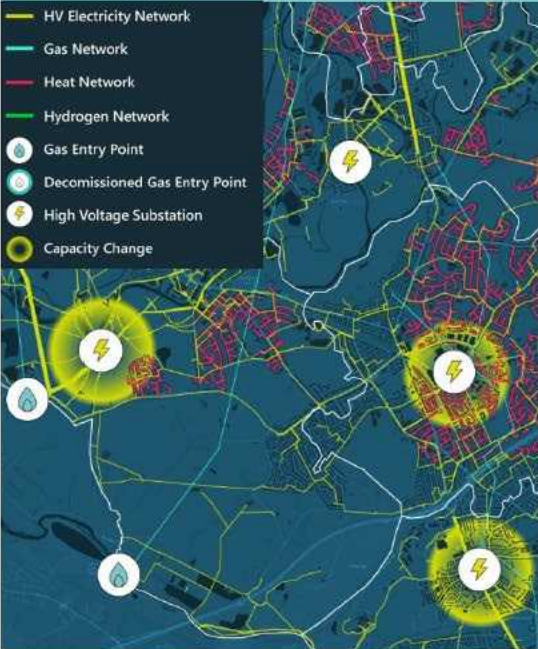 HV Electricity Network
Gas Network
Heat Network
Hydrogen Network
Gas Entry Point
Decomissioned Gas Entry Point
High Voltage Substation
Capacity Change